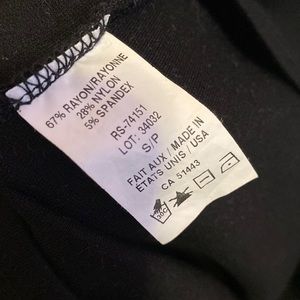 67% RAYON/RAYONNE
28% NYLON
5% SPANDEX
RS-74151
LOT: 34032
S/P
FAIT AUX / MADE IN
ÉTATS UNIS / USA
CA 51443